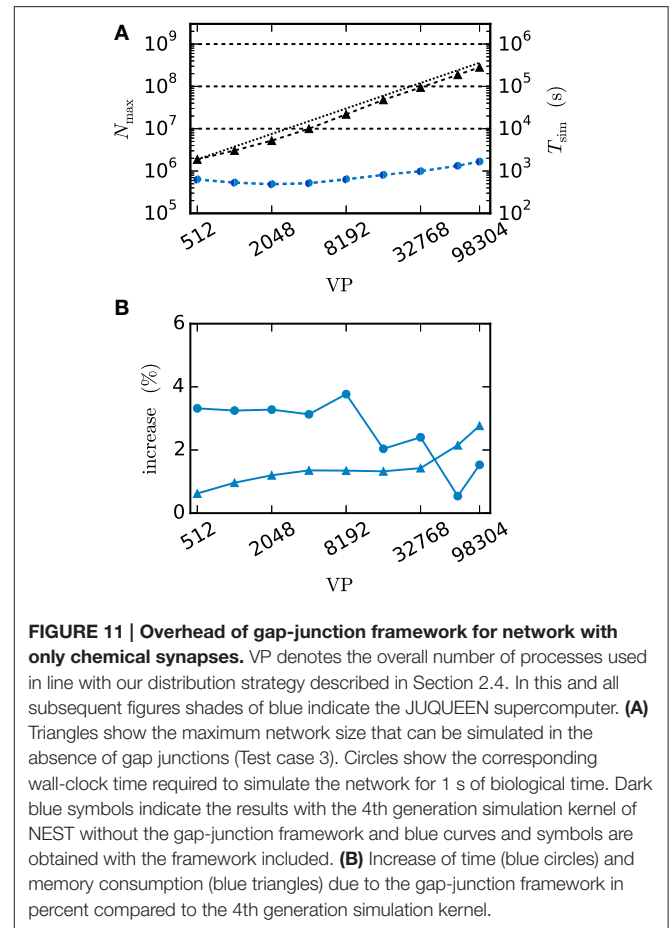 A
10⁹
10⁸
10⁷
10⁶
10⁵
N_max
10⁶
10⁵
10⁴
10³
10²
T_sim (s)
512
2048
8192
32768
98304
VP
B
6
4
2
0
increase (%)
512
2048
8192
32768
98304
VP
FIGURE 11 | Overhead of gap-junction framework for network with
only chemical synapses. VP denotes the overall number of processes used
in line with our distribution strategy described in Section 2.4. In this and all
subsequent figures shades of blue indicate the JUQUEEN supercomputer. (A)
Triangles show the maximum network size that can be simulated in the
absence of gap junctions (Test case 3). Circles show the corresponding
wall-clock time required to simulate the network for 1 s of biological time. Dark
blue symbols indicate the results with the 4th generation simulation kernel of
NEST without the gap-junction framework and blue curves and symbols are
obtained with the framework included. (B) Increase of time (blue circles) and
memory consumption (blue triangles) due to the gap-junction framework in
percent compared to the 4th generation simulation kernel.